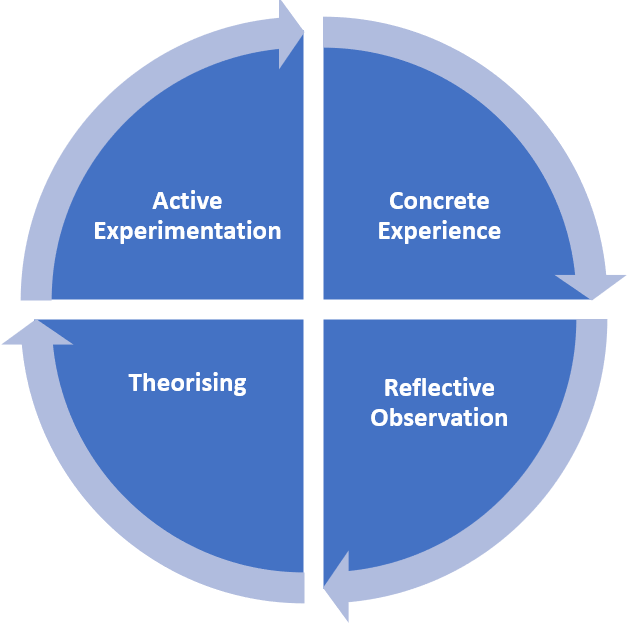 Active
Experimentation
Concrete
Experience
Theorising
Reflective
Observation